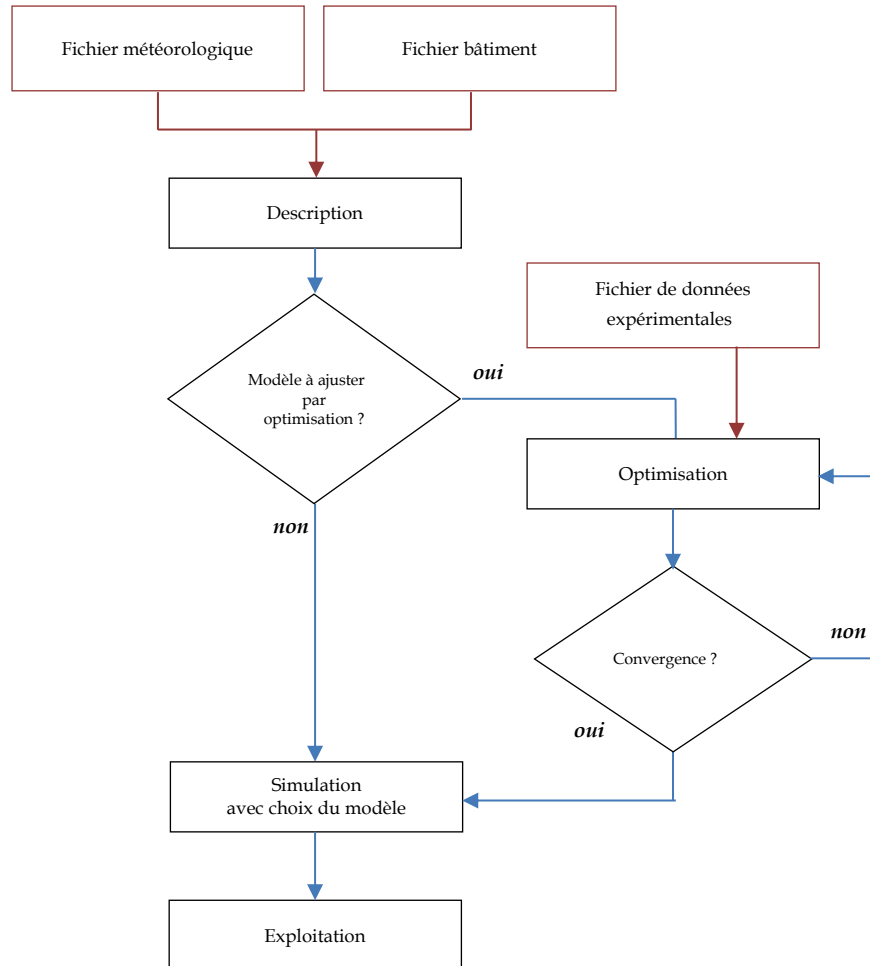 Fichier météorologique
Fichier bâtiment
Description
Fichier de données
expérimentales
Modèle à ajuster
par
optimisation ?
oui
Optimisation
non
Convergence ?
non
oui
Simulation
avec choix du modèle
Exploitation